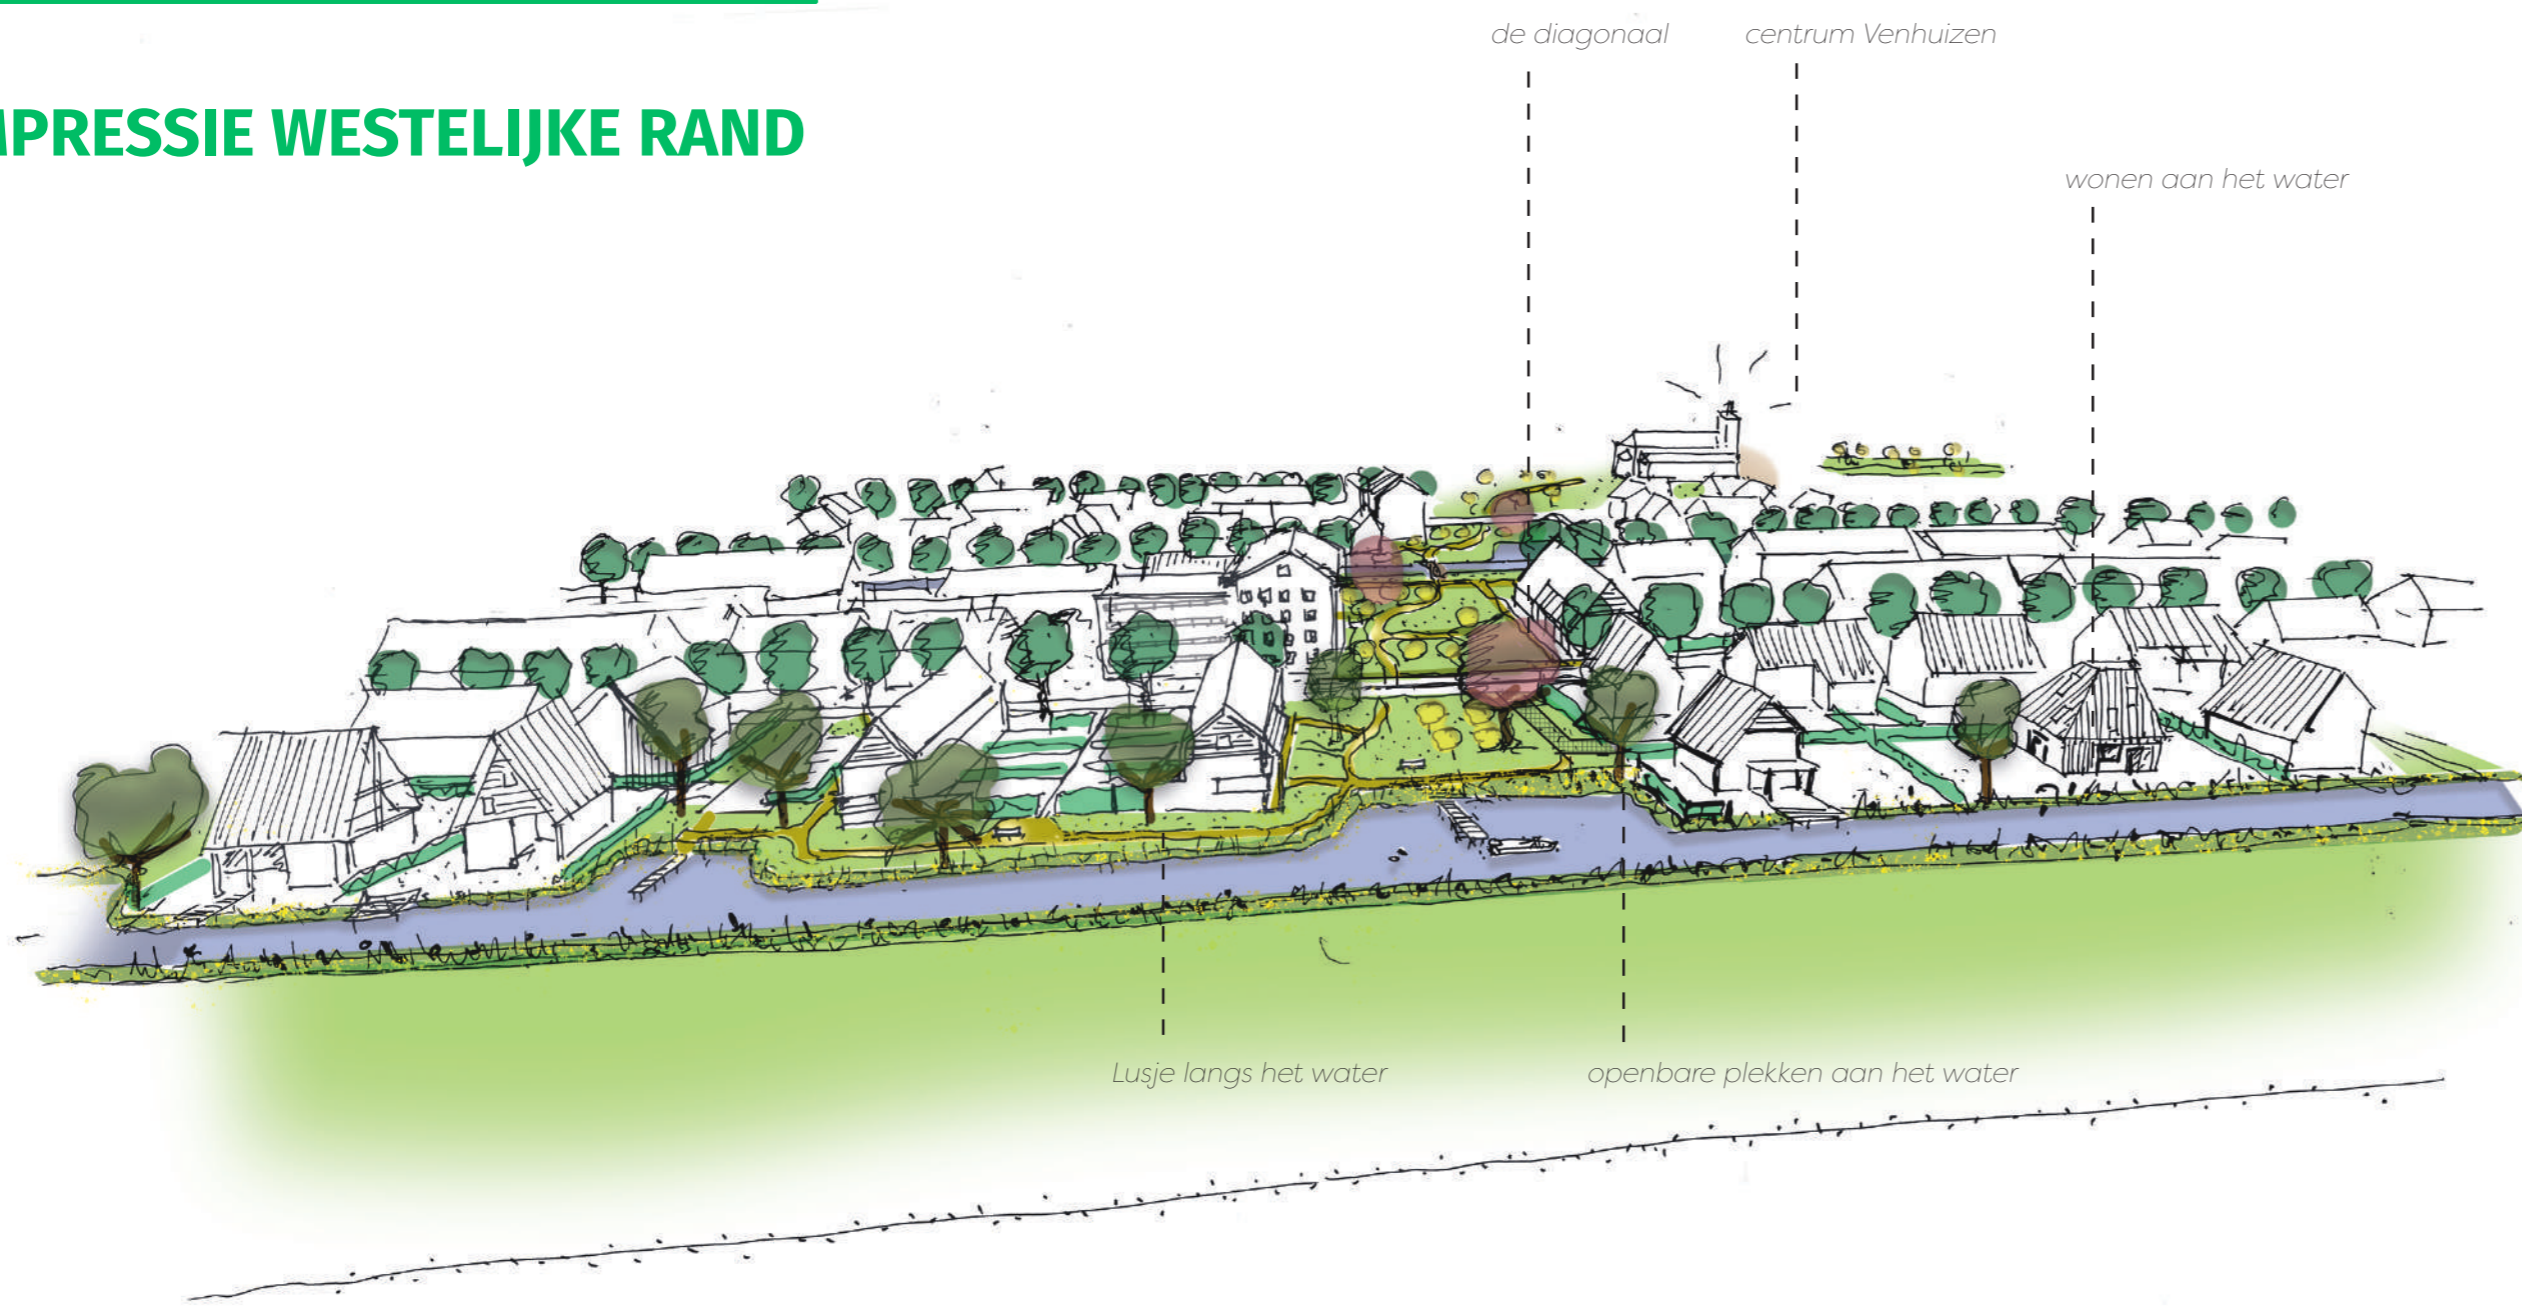 de diagonaal
centrum Venhuizen
MPRESSIE WESTELIJKE RAND
wonen aan het water
Lusje langs het water
openbare plekken aan het water